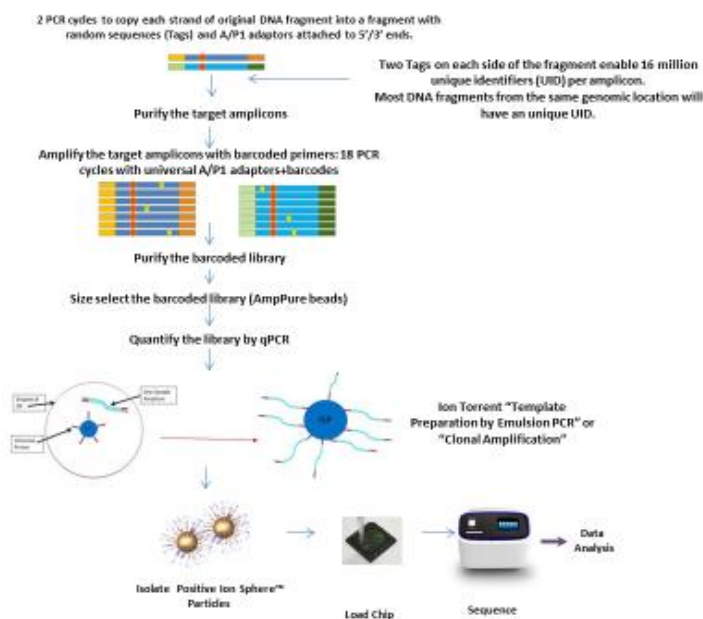 2 PCR cycles to copy each strand of original DNA fragment into a fragment with
random sequences (Tags) and A/P1 adaptors attached to 5'/3' ends.
Two Tags on each side of the fragment enable 16 million
unique identifiers (UID) per amplicon.
Most DNA fragments from the same genomic location will
have an unique UID.
Purify the target amplicons
Amplify the target amplicons with barcoded primers: 18 PCR
cycles with universal A/P1 adapters+barcodes
Purify the barcoded library
Size select the barcoded library (AmpPure beads)
Quantify the library by qPCR
Ion Torrent "Template
Preparation by Emulsion PCR" or
"Clonal Amplification"
Isolate Positive Ion Sphere™
Particles
Load Chip
Sequence
Data
Analysis